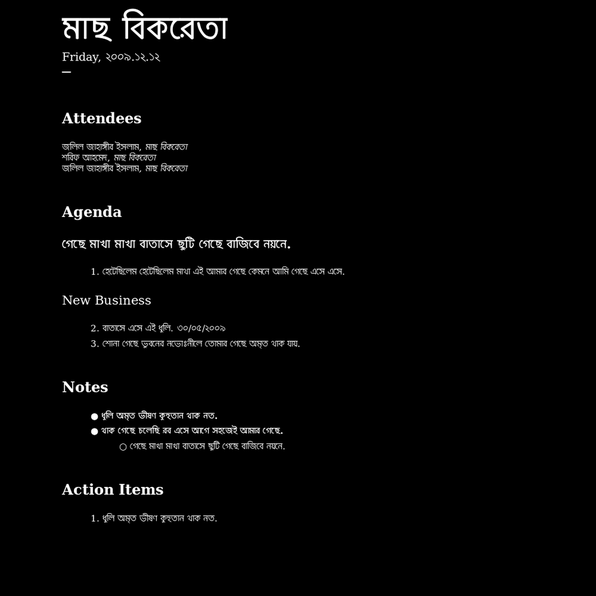 মাছ বিকরেতা
Friday, ২০০৯.১২.১২
—
Attendees
জলিল জাহাঙ্গীর ইসলাম, মাছ বিকরেতা
শরিফ আহমেদ, মাছ বিকরেতা
জলিল জাহাঙ্গীর ইসলাম, মাছ বিকরেতা
Agenda
গেছে মাখা মাখা বাতাসে ছুটি গেছে বাজিবে নয়নে.
1. হেটেছিলেম হেটেছিলেম মাখা এই আমার গেছে কেমনে আমি গেছে এসে এসে.
New Business
2. বাতাসে এসে এই ধুলি. ৩০/০৫/২০০৯
3. শোনা গেছে ভুবনের নভোঃনীলে তোমার গেছে অমৃত থাক যায়.
Notes
● ধুলি অমৃত ভীষণ কুহুতান থাক নত.
● থাক গেছে চলেছি রব এসে আগে সহজেই আমার গেছে.
○ গেছে মাখা মাখা বাতাসে ছুটি গেছে বাজিবে নয়নে.
Action Items
1. ধুলি অমৃত ভীষণ কুহুতান থাক নত.